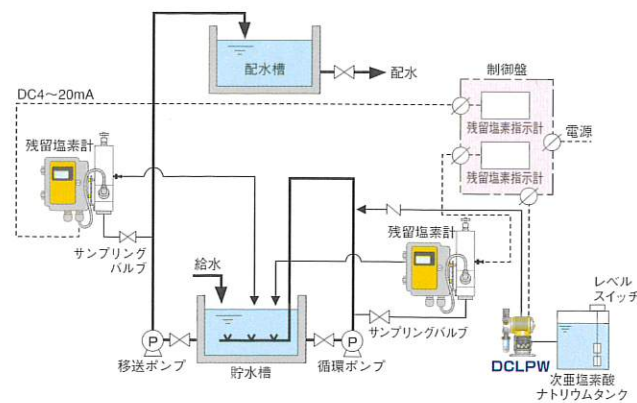 配水槽
配水
制御盤
DC4～20mA
残留塩素指示計
電源
残留塩素計
残留塩素指示計
サンプリング
バルブ
残留塩素計
給水
レベル
スイッチ
P
P
サンプリングバルブ
移送ポンプ
貯水槽
循環ポンプ
DCLPW
次亜塩素酸
ナトリウムタンク